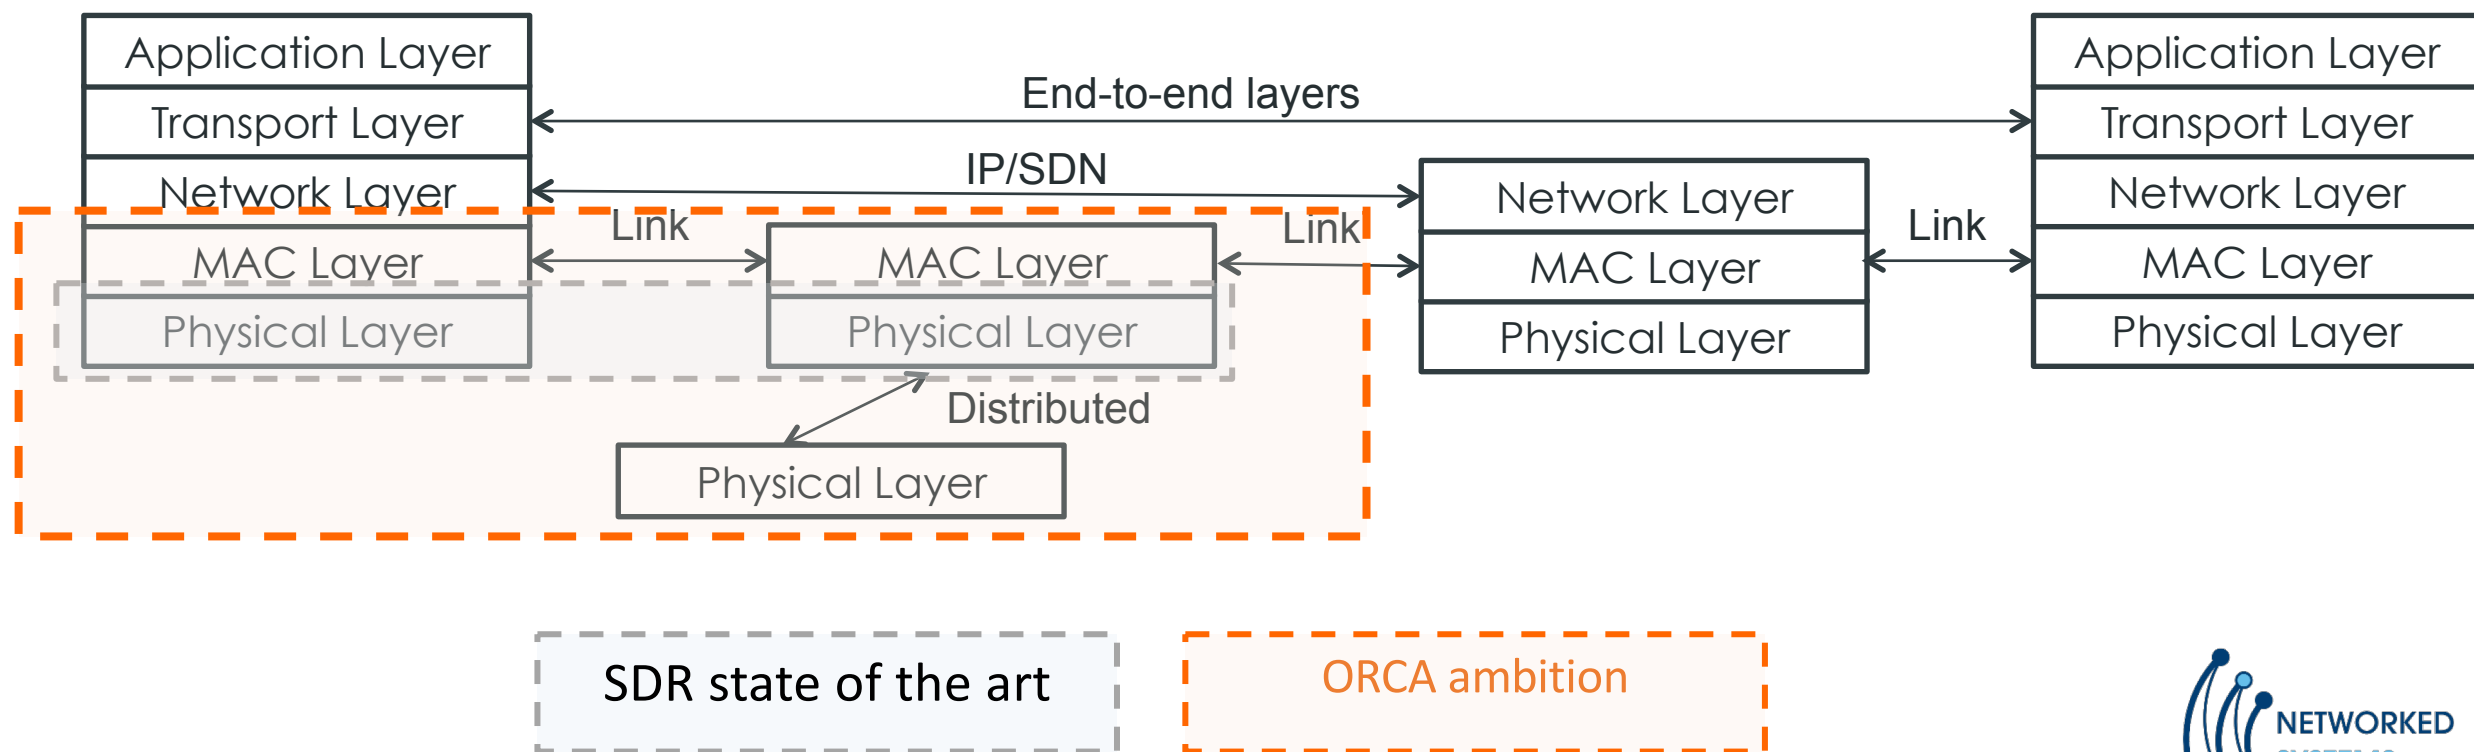 Application Layer
Transport Layer
Network Layer
MAC Layer
Physical Layer
End-to-end layers
IP/SDN
Link
MAC Layer
Physical Layer
Distributed
Physical Layer
Link
Network Layer
MAC Layer
Physical Layer
Link
Application Layer
Transport Layer
Network Layer
MAC Layer
Physical Layer
SDR state of the art
ORCA ambition
NETWORKED